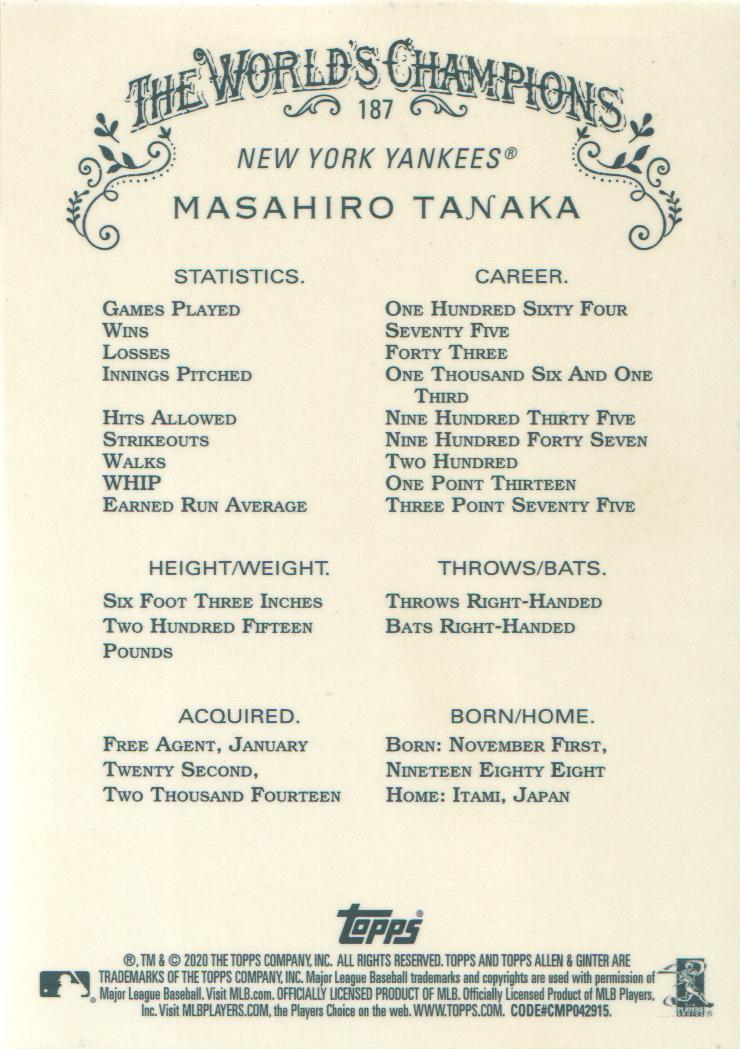 THE WORLD'S CHAMPIONS
187
NEW YORK YANKEES®
MASAHIRO TANAKA
STATISTICS. CAREER.
GAMES PLAYED ONE HUNDRED SIXTY FOUR
WINS SEVENTY FIVE
LOSSES FORTY THREE
INNINGS PITCHED ONE THOUSAND SIX AND ONE
THIRD
HITS ALLOWED NINE HUNDRED THIRTY FIVE
STRIKEOUTS NINE HUNDRED FORTY SEVEN
WALKS TWO HUNDRED
WHIP ONE POINT THIRTEEN
EARNED RUN AVERAGE THREE POINT SEVENTY FIVE
HEIGHT/WEIGHT. THROWS/BATS.
SIX FOOT THREE INCHES THROWS RIGHT-HANDED
TWO HUNDRED FIFTEEN BATS RIGHT-HANDED
POUNDS
ACQUIRED. BORN/HOME.
FREE AGENT, JANUARY BORN: NOVEMBER FIRST,
TWENTY SECOND, NINETEEN EIGHTY EIGHT
TWO THOUSAND FOURTEEN HOME: ITAMI, JAPAN
topps®
®, TM & © 2020 THE TOPPS COMPANY, INC. ALL RIGHTS RESERVED. TOPPS AND TOPPS ALLEN & GINTER ARE
TRADEMARKS OF THE TOPPS COMPANY, INC. Major League Baseball trademarks and copyrights are used with permission of
Major League Baseball. Visit MLB.com. OFFICIALLY LICENSED PRODUCT OF MLB. Officially Licensed Product of MLB Players,
Inc. Visit MLBPLAYERS.COM, the Players Choice on the web. WWW.TOPPS.COM. CODE#CMP042915.